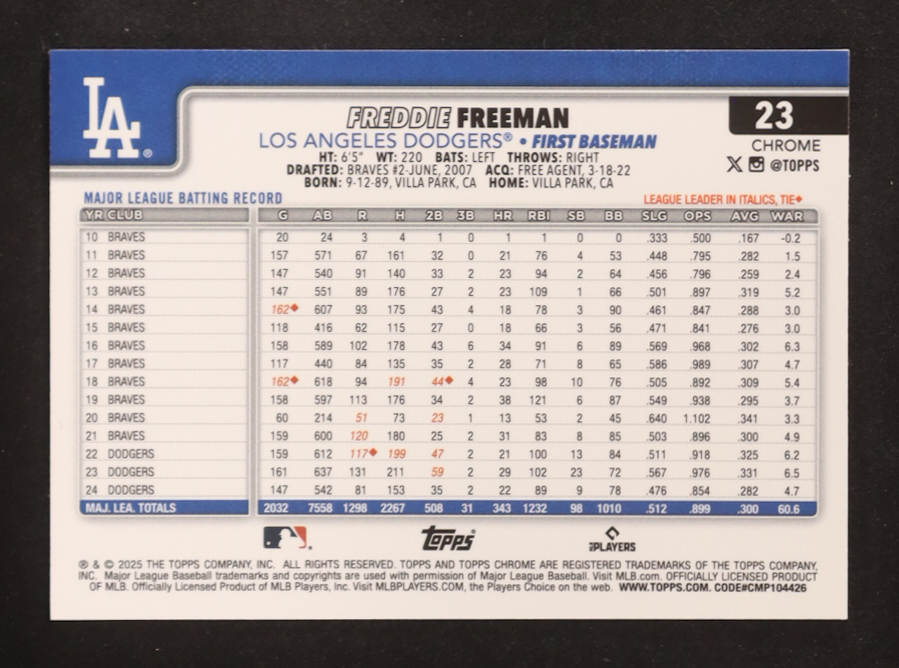 LA®
FREDDIE FREEMAN
23
LOS ANGELES DODGERS® • FIRST BASEMAN
CHROME
HT: 6'5" WT: 220 BATS: LEFT THROWS: RIGHT
DRAFTED: BRAVES #2-JUNE, 2007 ACQ: FREE AGENT, 3-18-22
@TOPPS
BORN: 9-12-89, VILLA PARK, CA HOME: VILLA PARK, CA
MAJOR LEAGUE BATTING RECORD LEAGUE LEADER IN ITALICS, TIE◆
YR CLUB G AB R H 2B 3B HR RBI SB BB SLG OPS AVG WAR
10 BRAVES 20 24 3 4 1 0 1 1 0 0 .333 .500 .167 -0.2
11 BRAVES 157 571 67 161 32 0 21 76 4 53 .448 .795 .282 1.5
12 BRAVES 147 540 91 140 33 2 23 94 2 64 .456 .796 .259 2.4
13 BRAVES 147 551 89 176 27 2 23 109 1 66 .501 .897 .319 5.2
14 BRAVES 162◆ 607 93 175 43 4 18 78 3 90 .461 .847 .288 3.0
15 BRAVES 118 416 62 115 27 0 18 66 3 56 .471 .841 .276 3.0
16 BRAVES 158 589 102 178 43 6 34 91 6 89 .569 .968 .302 6.3
17 BRAVES 117 440 84 135 35 2 28 71 8 65 .586 .989 .307 4.7
18 BRAVES 162◆ 618 94 191 44◆ 4 23 98 10 76 .505 .892 .309 5.4
19 BRAVES 158 597 113 176 34 2 38 121 6 87 .549 .938 .295 3.7
20 BRAVES 60 214 51 73 23 1 13 53 2 45 .640 1.102 .341 3.3
21 BRAVES 159 600 120 180 25 2 31 83 8 85 .503 .896 .300 4.9
22 DODGERS 159 612 117◆ 199 47 2 21 100 13 84 .511 .918 .325 6.2
23 DODGERS 161 637 131 211 59 2 29 102 23 72 .567 .976 .331 6.5
24 DODGERS 147 542 81 153 35 2 22 89 9 78 .476 .854 .282 4.7
MAJ. LEA. TOTALS 2032 7558 1298 2267 508 31 343 1232 98 1010 .512 .899 .300 60.6
Topps
PLAYERS
® & © 2025 THE TOPPS COMPANY, INC. ALL RIGHTS RESERVED. TOPPS AND TOPPS CHROME ARE REGISTERED TRADEMARKS OF THE TOPPS COMPANY,
INC. Major League Baseball trademarks and copyrights are used with permission of Major League Baseball. Visit MLB.com. OFFICIALLY LICENSED PRODUCT
OF MLB. Officially Licensed Product of MLB Players, Inc. Visit MLBPLAYERS.COM, the Players Choice on the web. WWW.TOPPS.COM. CODE#CMP104426